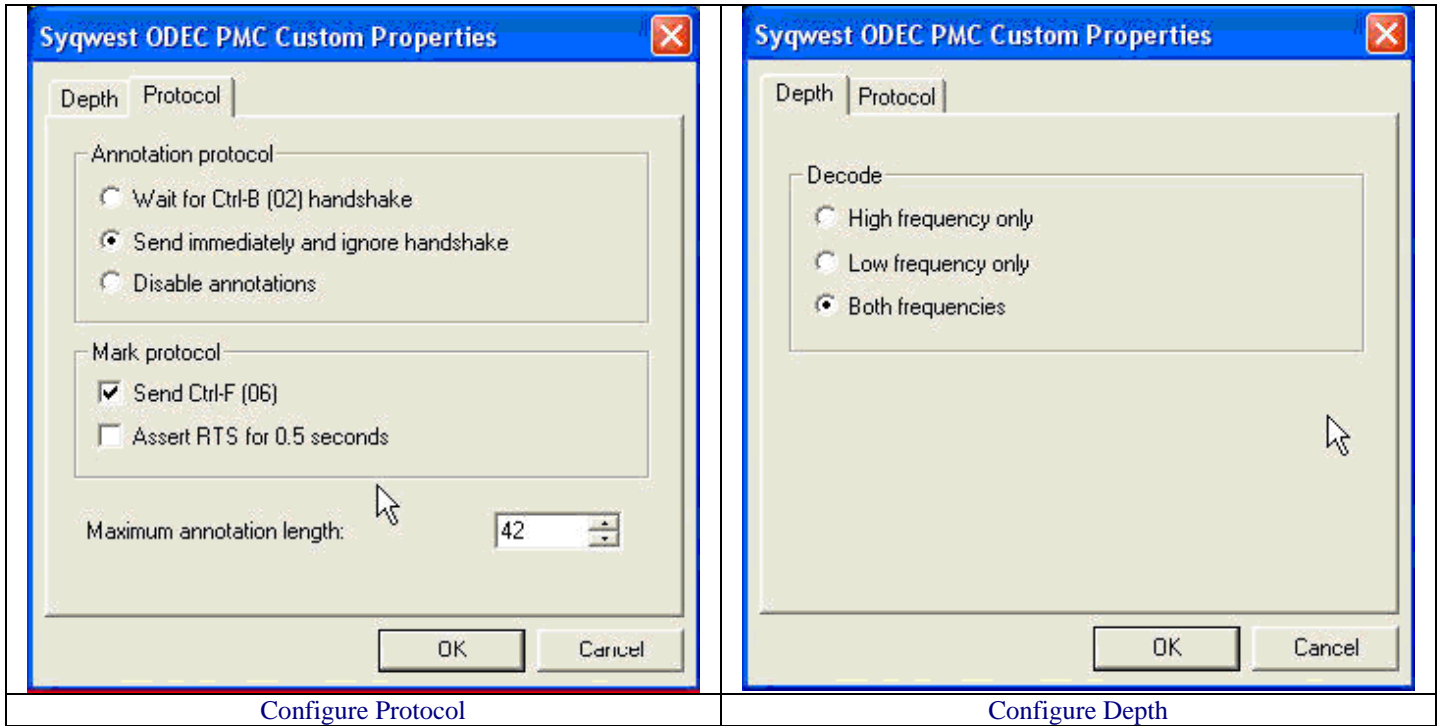 Syqwest ODEC PMC Custom Properties
Depth
Protocol
Annotation protocol
Wait for Ctrl-B (02) handshake
Send immediately and ignore handshake
Disable annotations
Mark protocol
Send Ctrl-F (06)
Assert RTS for 0.5 seconds
Maximum annotation length:
42
OK
Cancel
Configure Protocol
Syqwest ODEC PMC Custom Properties
Depth
Protocol
Decode
High frequency only
Low frequency only
Both frequencies
OK
Cancel
Configure Depth